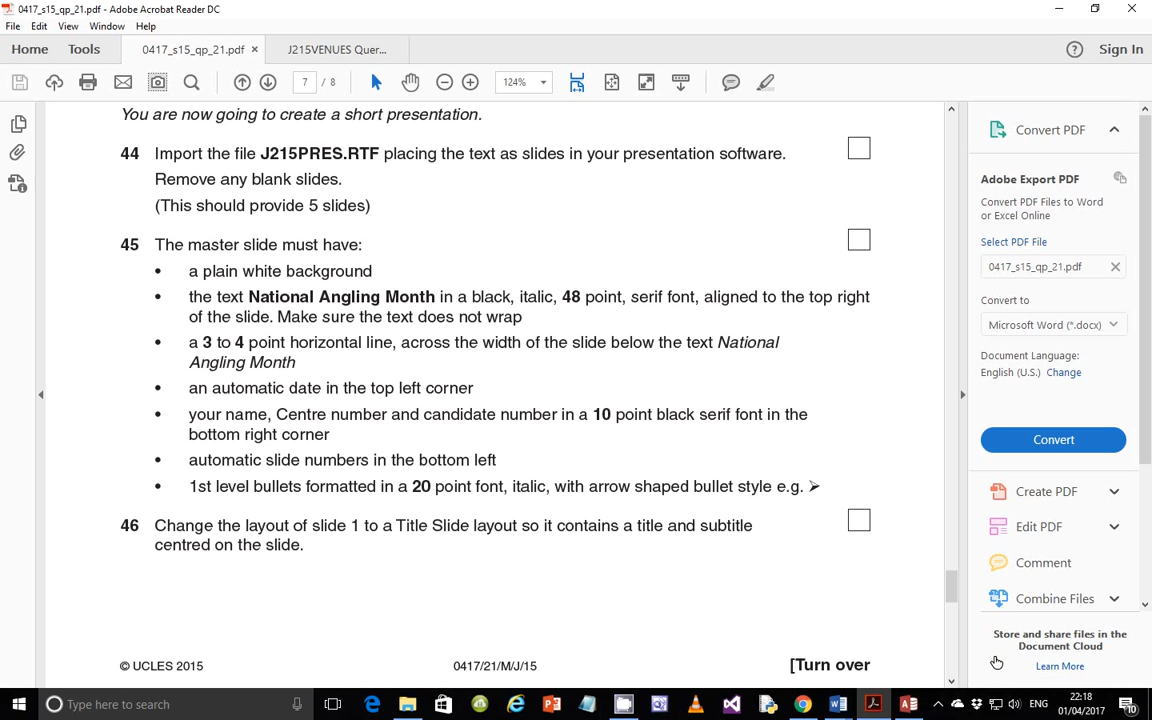 0417_s15_qp_21.pdf - Adobe Acrobat Reader DC
File Edit View Window Help
Home Tools 0417_s15_qp_21.pdf × J215VENUES Quer... ? Sign In
7 / 8 124%
You are now going to create a short presentation.
44 Import the file J215PRES.RTF placing the text as slides in your presentation software.
Remove any blank slides.
(This should provide 5 slides)
45 The master slide must have:
• a plain white background
• the text National Angling Month in a black, italic, 48 point, serif font, aligned to the top right
of the slide. Make sure the text does not wrap
• a 3 to 4 point horizontal line, across the width of the slide below the text National
Angling Month
• an automatic date in the top left corner
• your name, Centre number and candidate number in a 10 point black serif font in the
bottom right corner
• automatic slide numbers in the bottom left
• 1st level bullets formatted in a 20 point font, italic, with arrow shaped bullet style e.g. ➢
46 Change the layout of slide 1 to a Title Slide layout so it contains a title and subtitle
centred on the slide.
© UCLES 2015 0417/21/M/J/15 [Turn over
Convert PDF
Adobe Export PDF
Convert PDF Files to Word
or Excel Online
Select PDF File
0417_s15_qp_21.pdf ×
Convert to
Microsoft Word (*.docx)
Document Language:
English (U.S.) Change
Convert
Create PDF
Edit PDF
Comment
Combine Files
Store and share files in the
Document Cloud
Learn More
Type here to search
ENG
22:18
01/04/2017
10